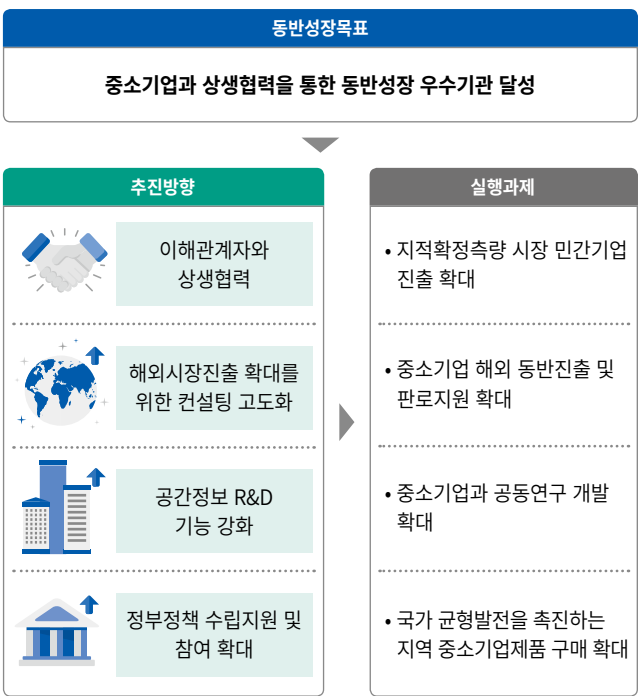 동반성장목표
중소기업과 상생협력을 통한 동반성장 우수기관 달성
추진방향
이해관계자와
상생협력
해외시장진출 확대를
위한 컨설팅 고도화
공간정보 R&D
기능 강화
정부정책 수립지원 및
참여 확대
실행과제
• 지적확정측량 시장 민간기업
진출 확대
• 중소기업 해외 동반진출 및
판로지원 확대
• 중소기업과 공동연구 개발
확대
• 국가 균형발전을 촉진하는
지역 중소기업제품 구매 확대